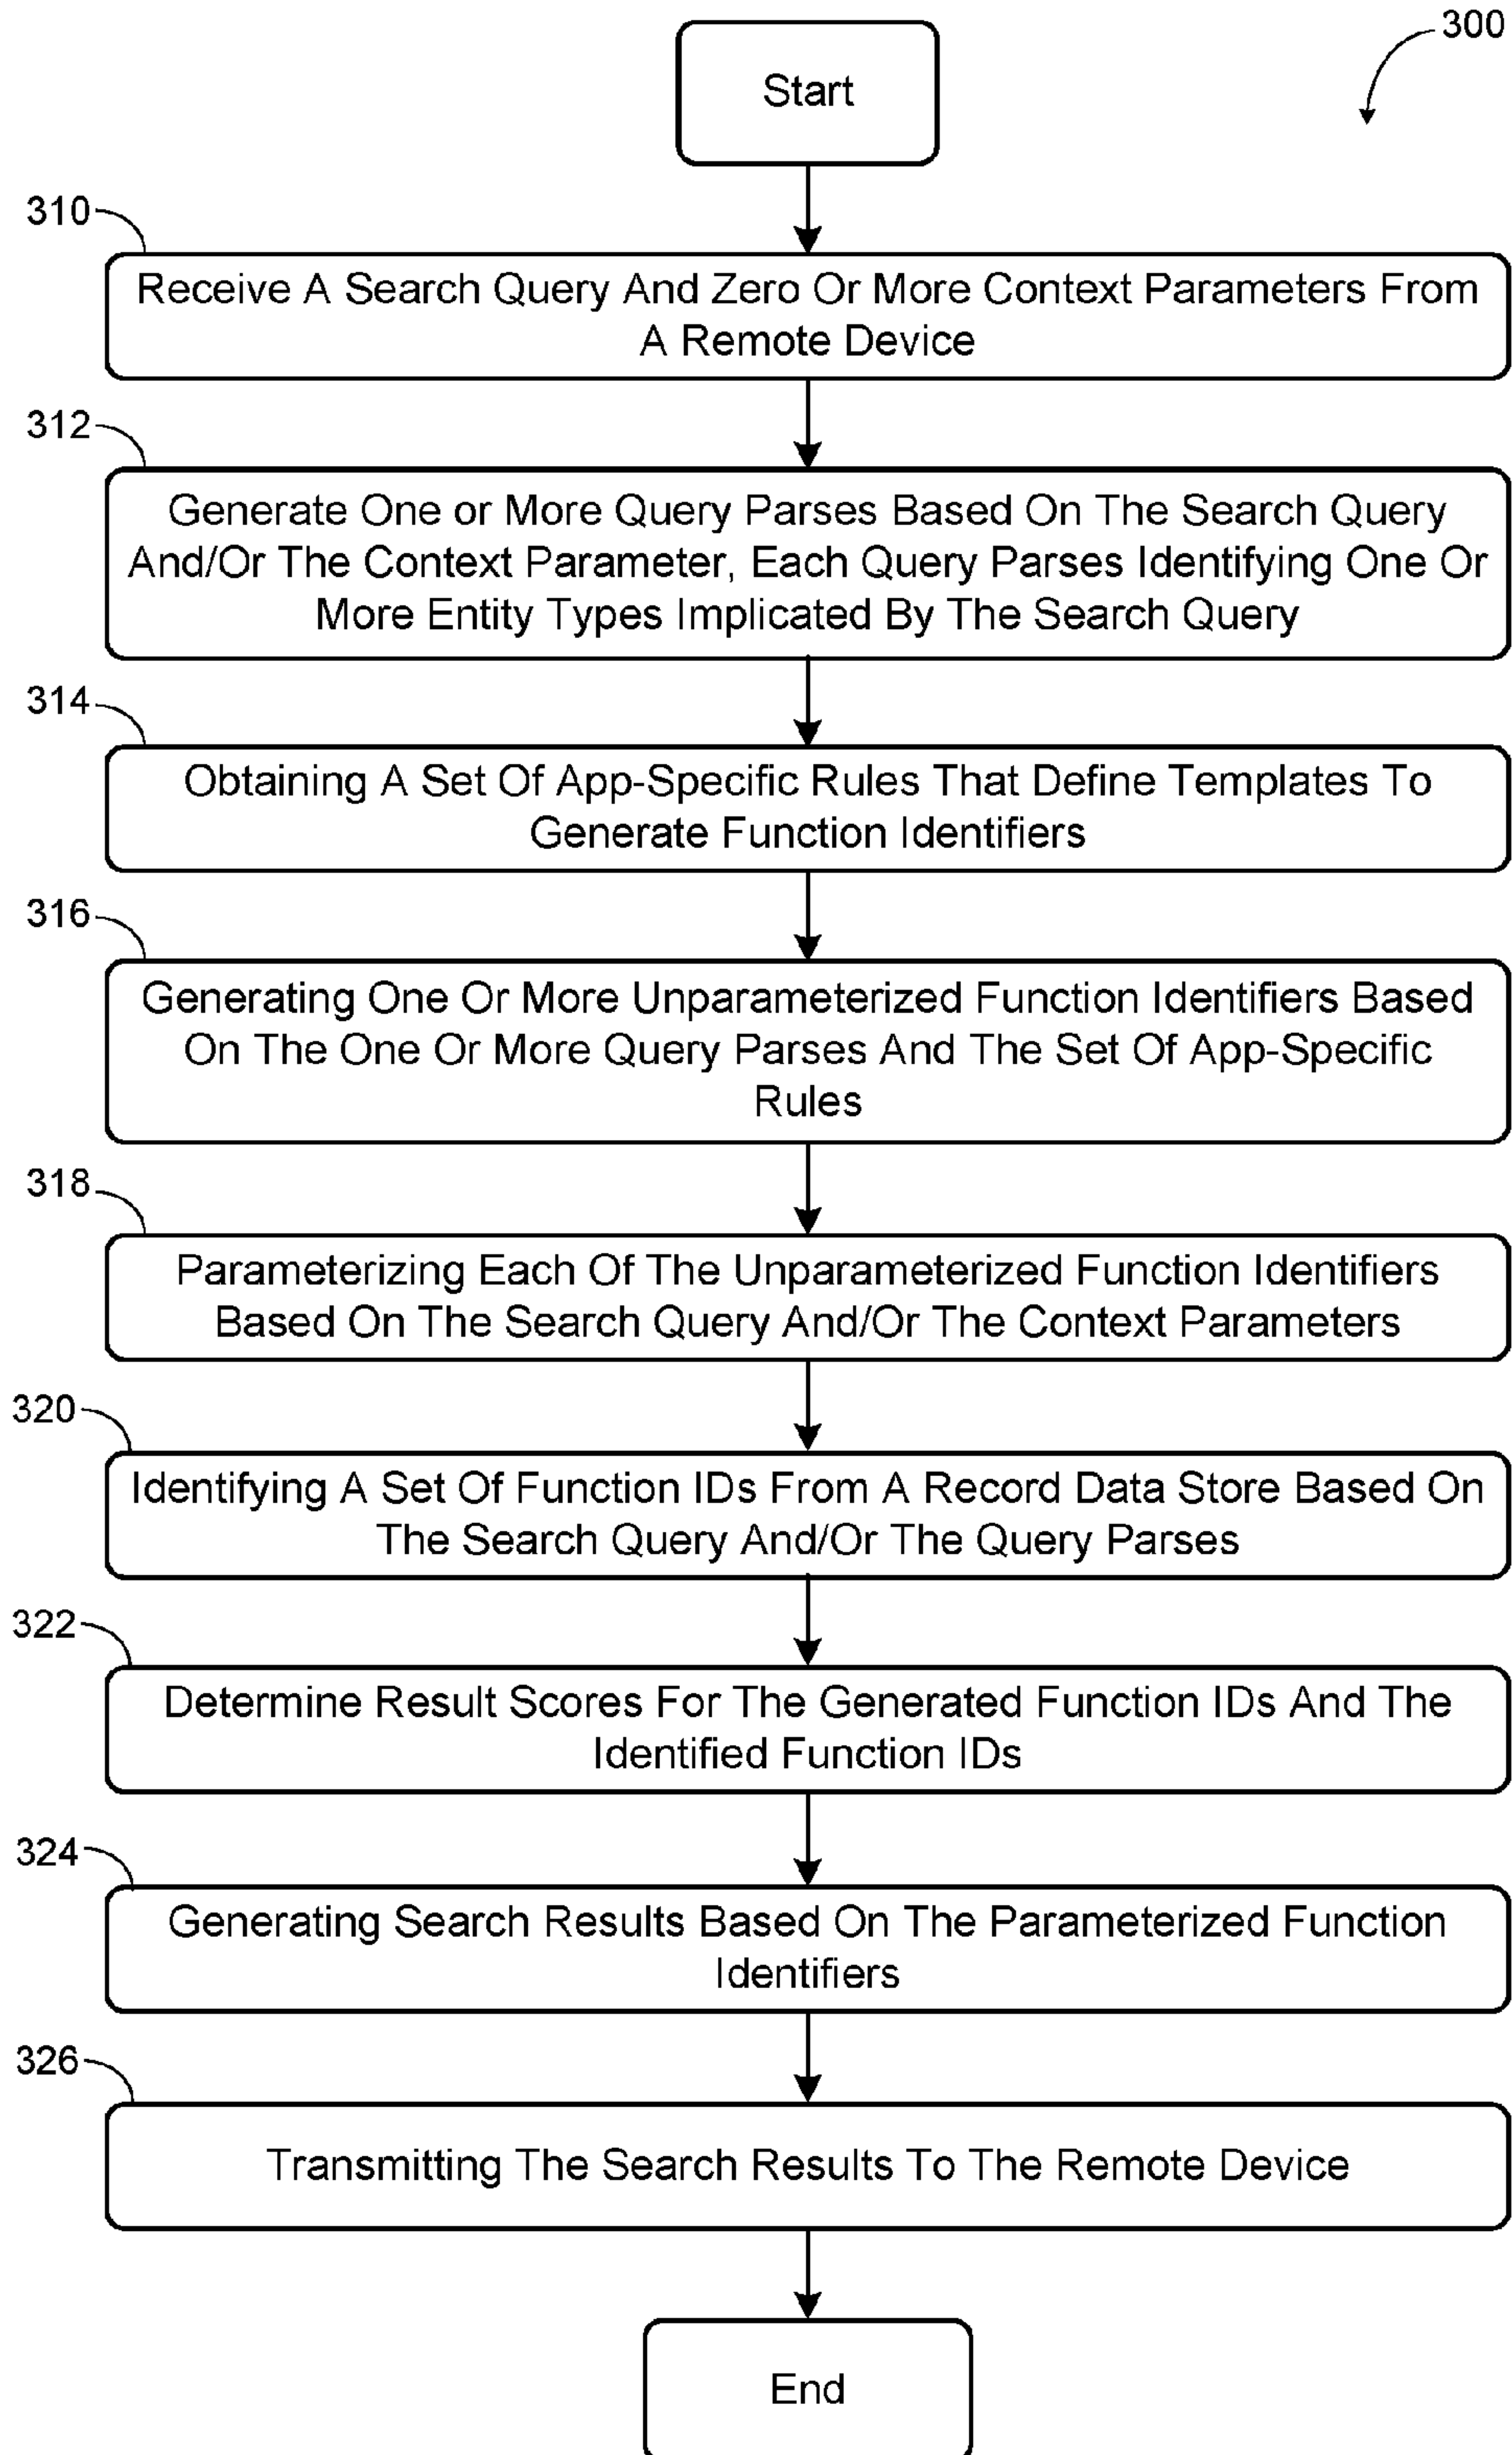 300
Start
310
Receive A Search Query And Zero Or More Context Parameters From
A Remote Device
312
Generate One or More Query Parses Based On The Search Query
And/Or The Context Parameter, Each Query Parses Identifying One Or
More Entity Types Implicated By The Search Query
314
Obtaining A Set Of App-Specific Rules That Define Templates To
Generate Function Identifiers
316
Generating One Or More Unparameterized Function Identifiers Based
On The One Or More Query Parses And The Set Of App-Specific
Rules
318
Parameterizing Each Of The Unparameterized Function Identifiers
Based On The Search Query And/Or The Context Parameters
320
Identifying A Set Of Function IDs From A Record Data Store Based On
The Search Query And/Or The Query Parses
322
Determine Result Scores For The Generated Function IDs And The
Identified Function IDs
324
Generating Search Results Based On The Parameterized Function
Identifiers
326
Transmitting The Search Results To The Remote Device
End